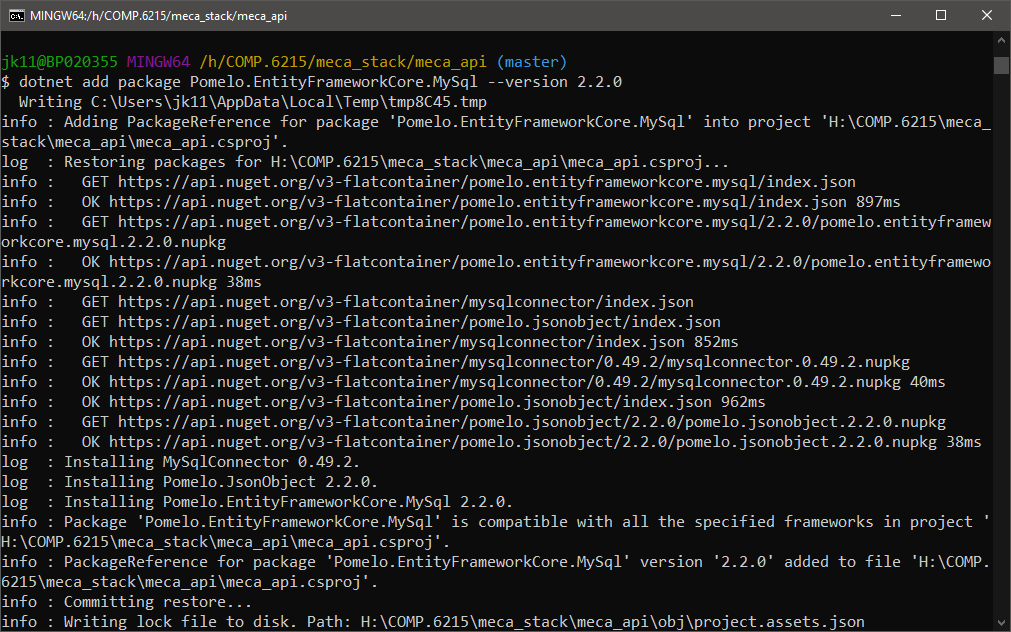 MINGW64:/h/COMP.6215/meca_stack/meca_api
jk11@BP020355 MINGW64 /h/COMP.6215/meca_stack/meca_api (master)
$ dotnet add package Pomelo.EntityFrameworkCore.MySql --version 2.2.0
  Writing C:\Users\jk11\AppData\Local\Temp\tmp8C45.tmp
info : Adding PackageReference for package 'Pomelo.EntityFrameworkCore.MySql' into project 'H:\COMP.6215\meca_
stack\meca_api\meca_api.csproj'.
log  : Restoring packages for H:\COMP.6215\meca_stack\meca_api\meca_api.csproj...
info :   GET https://api.nuget.org/v3-flatcontainer/pomelo.entityframeworkcore.mysql/index.json
info :   OK https://api.nuget.org/v3-flatcontainer/pomelo.entityframeworkcore.mysql/index.json 897ms
info :   GET https://api.nuget.org/v3-flatcontainer/pomelo.entityframeworkcore.mysql/2.2.0/pomelo.entityframew
orkcore.mysql.2.2.0.nupkg
info :   OK https://api.nuget.org/v3-flatcontainer/pomelo.entityframeworkcore.mysql/2.2.0/pomelo.entityframewo
rkcore.mysql.2.2.0.nupkg 38ms
info :   GET https://api.nuget.org/v3-flatcontainer/mysqlconnector/index.json
info :   GET https://api.nuget.org/v3-flatcontainer/pomelo.jsonobject/index.json
info :   OK https://api.nuget.org/v3-flatcontainer/mysqlconnector/index.json 852ms
info :   GET https://api.nuget.org/v3-flatcontainer/mysqlconnector/0.49.2/mysqlconnector.0.49.2.nupkg
info :   OK https://api.nuget.org/v3-flatcontainer/mysqlconnector/0.49.2/mysqlconnector.0.49.2.nupkg 40ms
info :   OK https://api.nuget.org/v3-flatcontainer/pomelo.jsonobject/index.json 962ms
info :   GET https://api.nuget.org/v3-flatcontainer/pomelo.jsonobject/2.2.0/pomelo.jsonobject.2.2.0.nupkg
info :   OK https://api.nuget.org/v3-flatcontainer/pomelo.jsonobject/2.2.0/pomelo.jsonobject.2.2.0.nupkg 38ms
log  : Installing MySqlConnector 0.49.2.
log  : Installing Pomelo.JsonObject 2.2.0.
log  : Installing Pomelo.EntityFrameworkCore.MySql 2.2.0.
info : Package 'Pomelo.EntityFrameworkCore.MySql' is compatible with all the specified frameworks in project '
H:\COMP.6215\meca_stack\meca_api\meca_api.csproj'.
info : PackageReference for package 'Pomelo.EntityFrameworkCore.MySql' version '2.2.0' added to file 'H:\COMP.
6215\meca_stack\meca_api\meca_api.csproj'.
info : Committing restore...
info : Writing lock file to disk. Path: H:\COMP.6215\meca_stack\meca_api\obj\project.assets.json